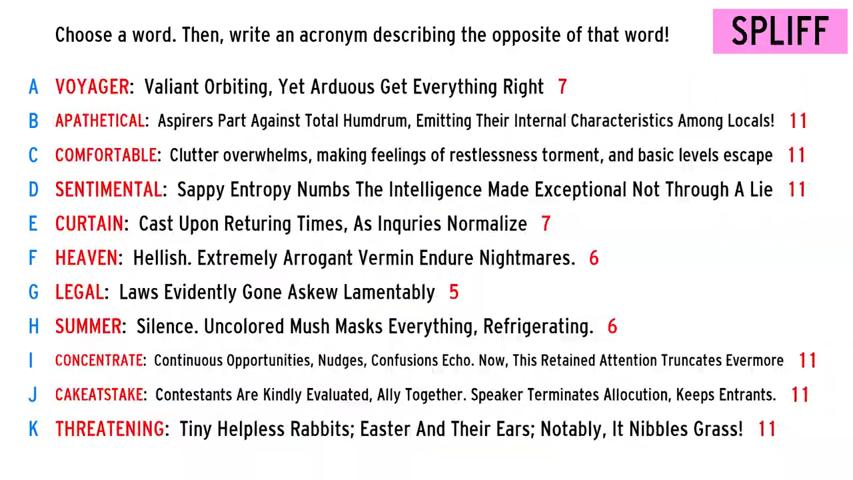 Choose a word. Then, write an acronym describing the opposite of that word!
SPLIFF
A VOYAGER: Valiant Orbiting, Yet Arduous Get Everything Right 7
B APATHETICAL: Aspirers Part Against Total Humdrum, Emitting Their Internal Characteristics Among Locals! 11
C COMFORTABLE: Clutter overwhelms, making feelings of restlessness torment, and basic levels escape 11
D SENTIMENTAL: Sappy Entropy Numbs The Intelligence Made Exceptional Not Through A Lie 11
E CURTAIN: Cast Upon Returing Times, As Inquries Normalize 7
F HEAVEN: Hellish. Extremely Arrogant Vermin Endure Nightmares. 6
G LEGAL: Laws Evidently Gone Askew Lamentably 5
H SUMMER: Silence. Uncolored Mush Masks Everything, Refrigerating. 6
I CONCENTRATE: Continuous Opportunities, Nudges, Confusions Echo. Now, This Retained Attention Truncates Evermore 11
J CAKEATSTAKE: Contestants Are Kindly Evaluated, Ally Together. Speaker Terminates Allocution, Keeps Entrants. 11
K THREATENING: Tiny Helpless Rabbits; Easter And Their Ears; Notably, It Nibbles Grass! 11